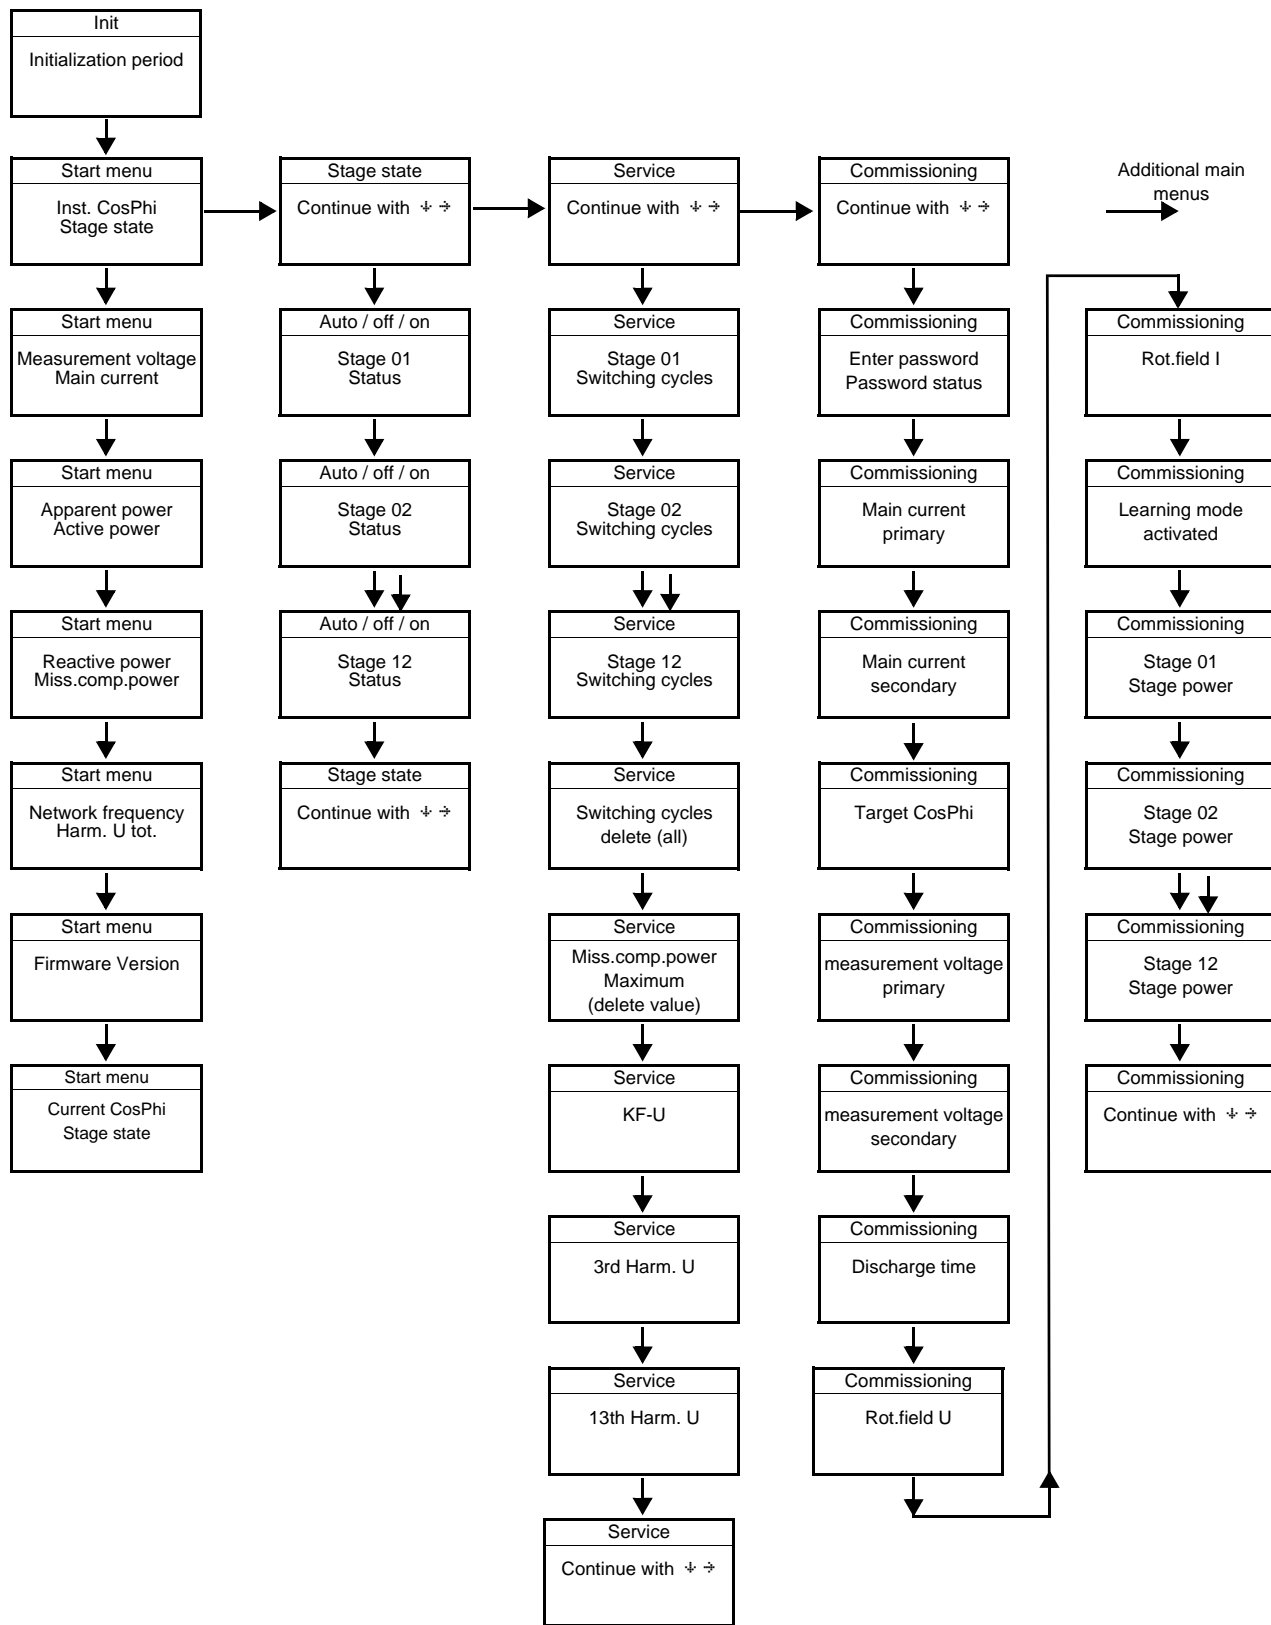 Init
Initialization period
Start menu
Inst. CosPhi
Stage state
Start menu
Measurement voltage
Main current
Start menu
Apparent power
Active power
Start menu
Reactive power
Miss.comp.power
Start menu
Network frequency
Harm. U tot.
Start menu
Firmware Version
Start menu
Current CosPhi
Stage state
Stage state
Continue with
Auto / off / on
Stage 01
Status
Auto / off / on
Stage 02
Status
Auto / off / on
Stage 12
Status
Stage state
Continue with
Service
Continue with
Service
Stage 01
Switching cycles
Service
Stage 02
Switching cycles
Service
Stage 12
Switching cycles
Service
Switching cycles
delete (all)
Service
Miss.comp.power
Maximum
(delete value)
Service
KF-U
Service
3rd Harm. U
Service
13th Harm. U
Service
Continue with
Commissioning
Continue with
Commissioning
Enter password
Password status
Commissioning
Main current
primary
Commissioning
Main current
secondary
Commissioning
Target CosPhi
Commissioning
measurement voltage
primary
Commissioning
measurement voltage
secondary
Commissioning
Discharge time
Commissioning
Rot.field U
Additional main
menus
Commissioning
Rot.field I
Commissioning
Learning mode
activated
Commissioning
Stage 01
Stage power
Commissioning
Stage 02
Stage power
Commissioning
Stage 12
Stage power
Commissioning
Continue with